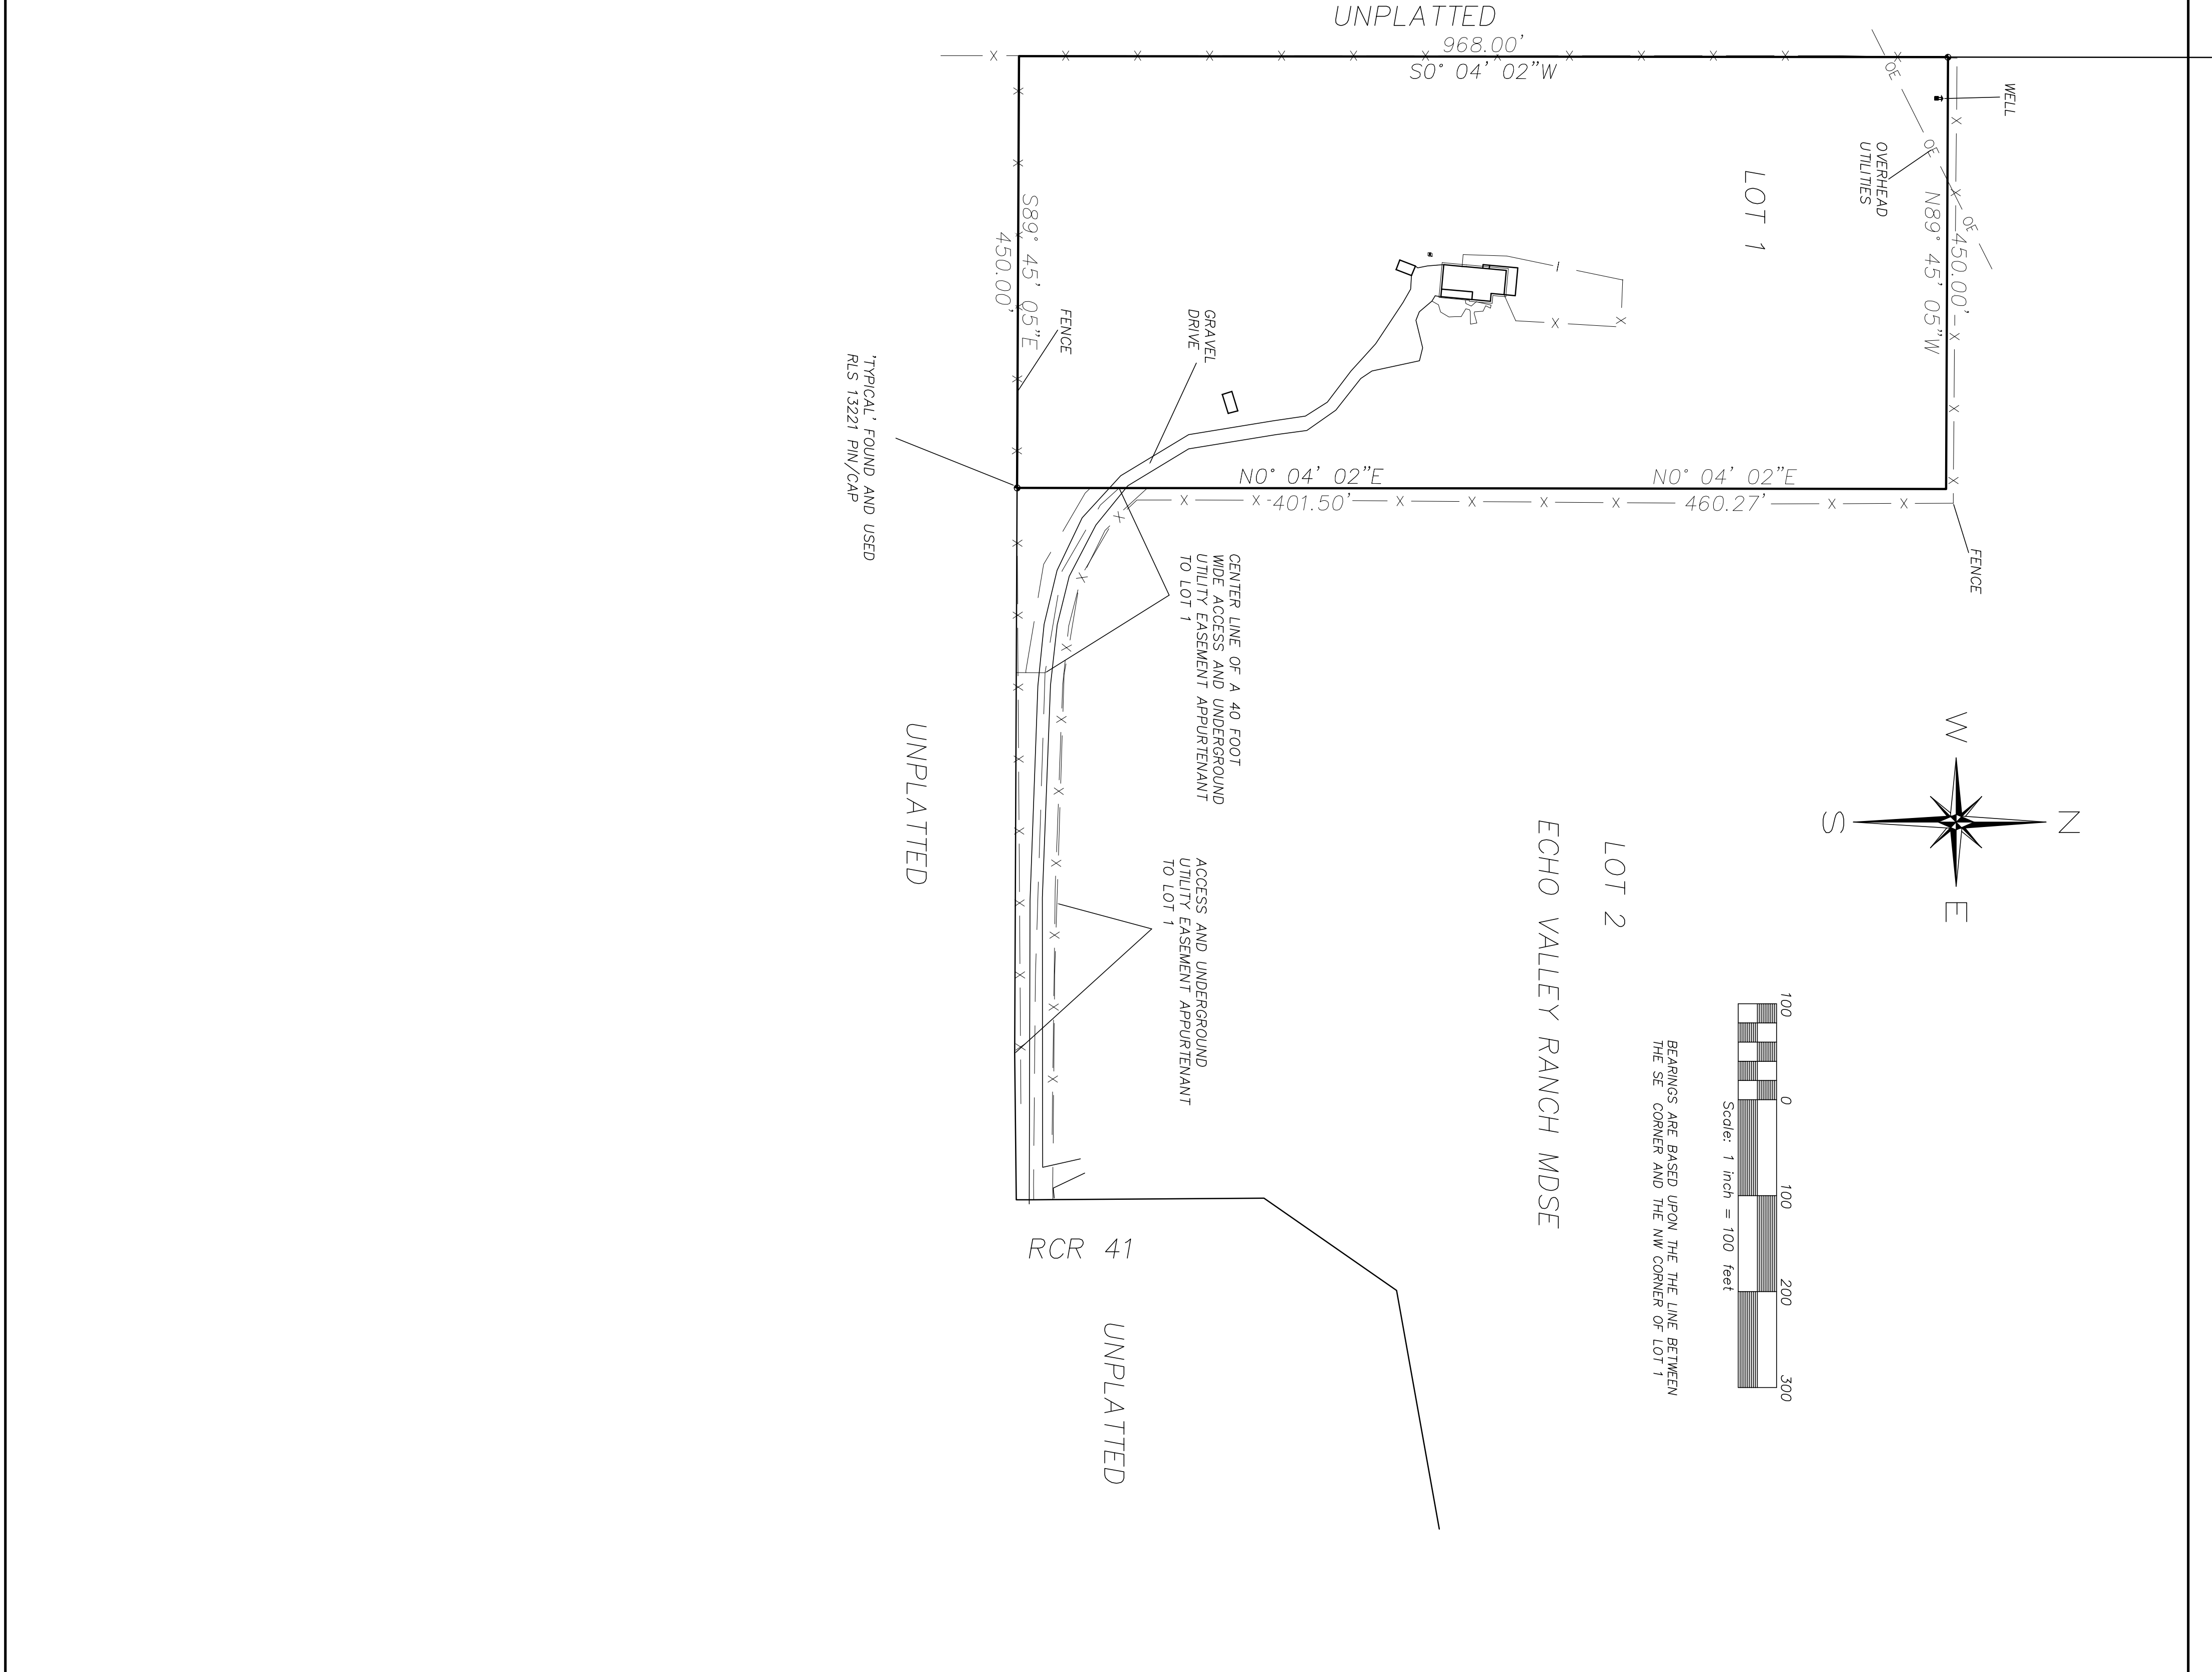 UNPLATTED
968.00'
S0° 04' 02"W
WELL
OVERHEAD
UTILITIES
OE
OE
OE
LOT 1
450.00'
N89° 45' 05"W
S89° 45' 05"E
450.00'
FENCE
GRAVEL
DRIVE
'TYPICAL' FOUND AND USED
RLS 13221 PIN/CAP
N0° 04' 02"E
401.50'
N0° 04' 02"E
460.27'
FENCE
CENTER LINE OF A 40 FOOT
WIDE ACCESS AND UNDERGROUND
UTILITY EASEMENT APPURTENANT
TO LOT 1
UNPLATTED
ACCESS AND UNDERGROUND
UTILITY EASEMENT APPURTENANT
TO LOT 1
LOT 2
ECHO VALLEY RANCH MDSE
N
W
E
S
100 0 100 200 300
Scale: 1 inch = 100 feet
BEARINGS ARE BASED UPON THE THE LINE BETWEEN
THE SE CORNER AND THE NW CORNER OF LOT 1
RCR 41
UNPLATTED